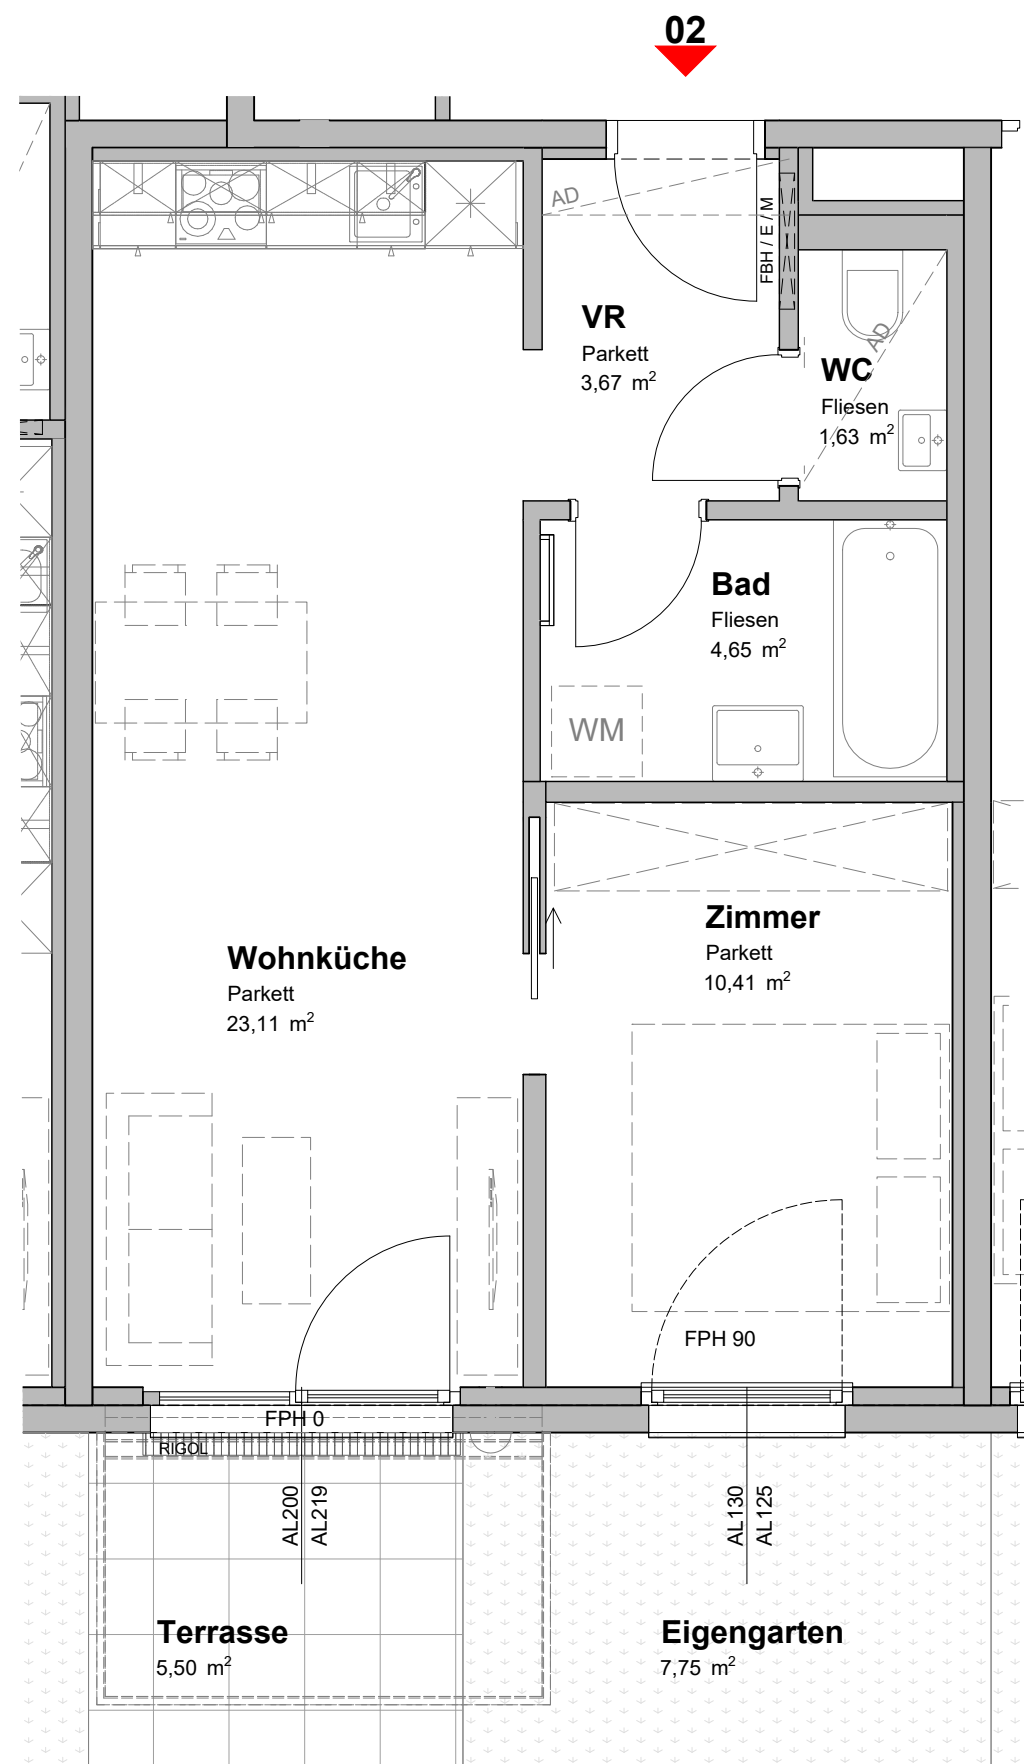 02
AD
FBH / E / M
VR
Parkett
3,67 m²
AD
WC
Fliesen
1,63 m²
Bad
Fliesen
4,65 m²
WM
Zimmer
Parkett
10,41 m²
Wohnküche
Parkett
23,11 m²
FPH 90
FPH 0
RIGOL
AL200
AL219
AL130
AL125
Terrasse
5,50 m²
Eigengarten
7,75 m²